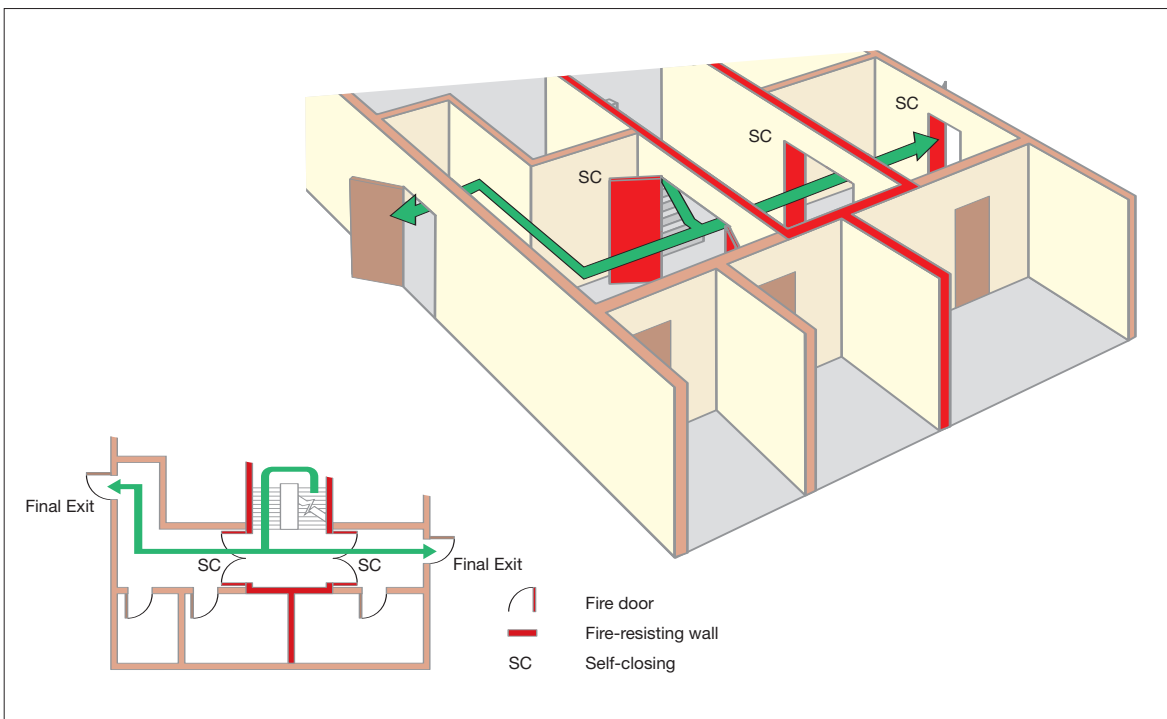 SC
SC
SC
Final Exit
SC
SC
Final Exit
Fire door
Fire-resisting wall
SC Self-closing